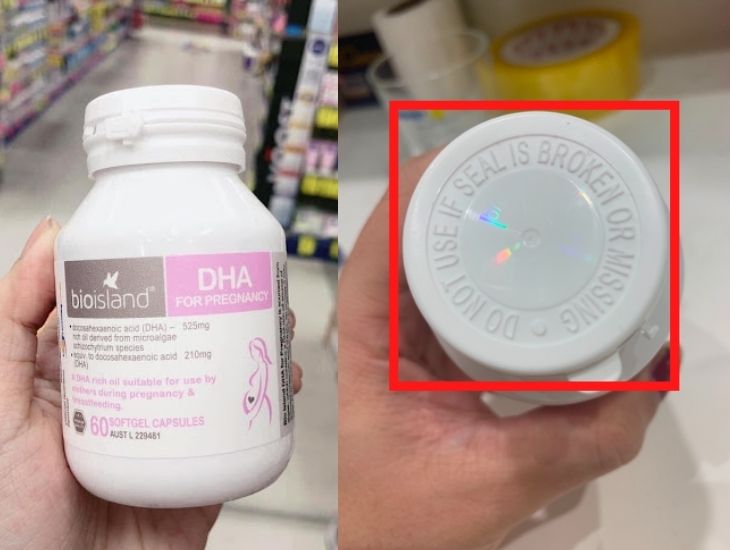 bioisland
DHA
FOR PREGNANCY
• docosahexaenoic acid (DHA) – 525mg
rich oil derived from microalgae
schizochytrium species
• equiv. to docosahexaenoic acid 210mg
(DHA)
A DHA rich oil suitable for use by
mothers during pregnancy &
breastfeeding.
60 SOFTGEL CAPSULES
AUST L 229461
DO NOT USE IF SEAL IS BROKEN OR MISSING •